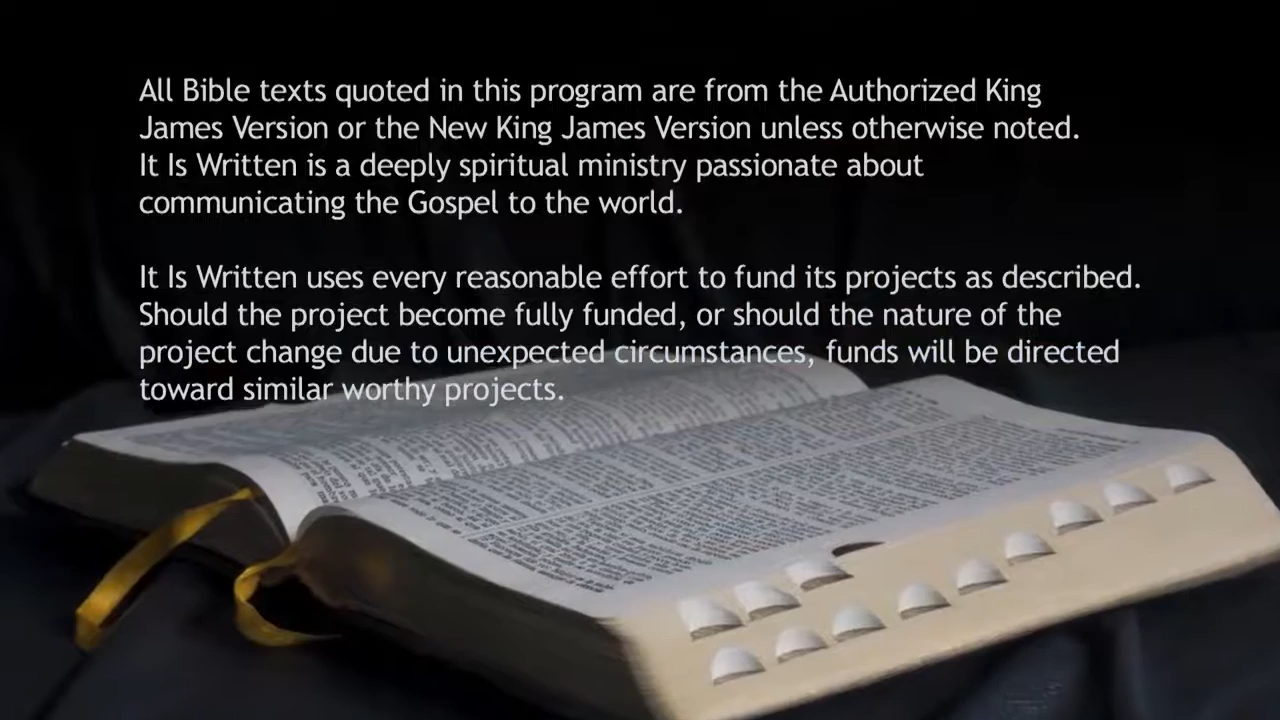 All Bible texts quoted in this program are from the Authorized King
James Version or the New King James Version unless otherwise noted.
It Is Written is a deeply spiritual ministry passionate about
communicating the Gospel to the world.
It Is Written uses every reasonable effort to fund its projects as described.
Should the project become fully funded, or should the nature of the
project change due to unexpected circumstances, funds will be directed
toward similar worthy projects.